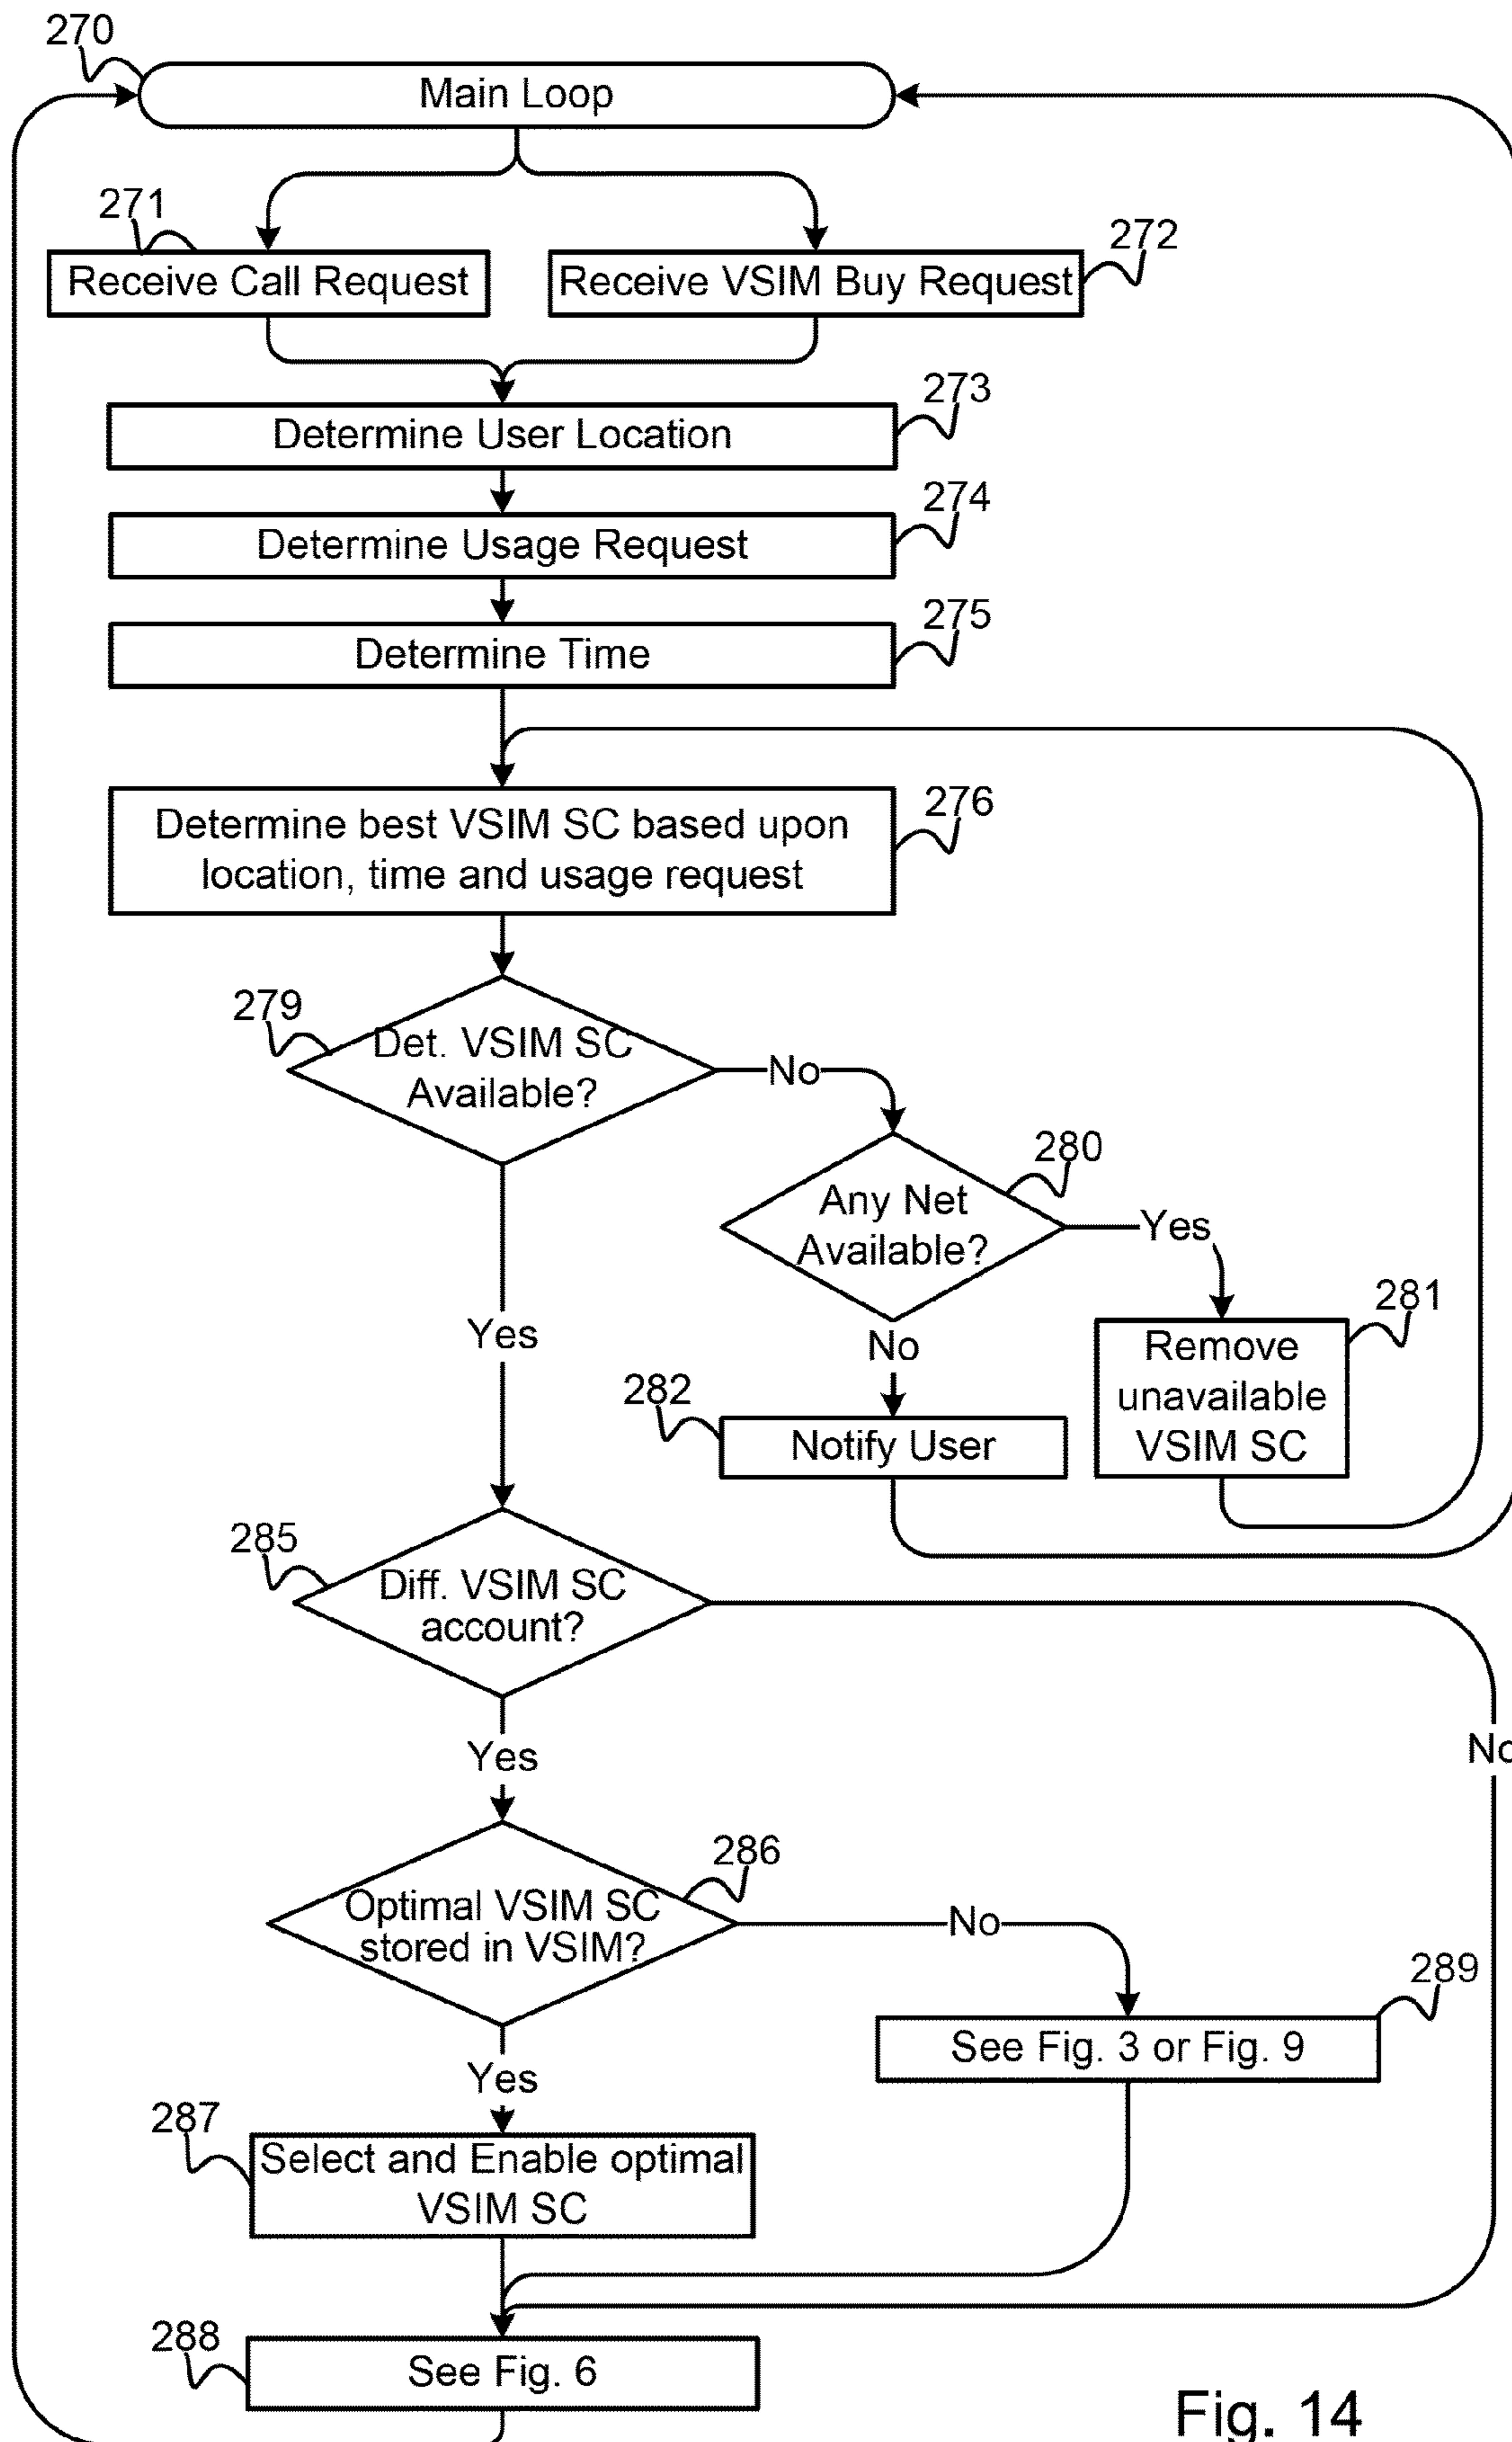 270
Main Loop
271
Receive Call Request
272
Receive VSIM Buy Request
273
Determine User Location
274
Determine Usage Request
275
Determine Time
276
Determine best VSIM SC based upon
location, time and usage request
279
Det. VSIM SC
Available?
No
280
Any Net
Available?
Yes
281
Remove
unavailable
VSIM SC
No
282
Notify User
Yes
285
Diff. VSIM SC
account?
No
Yes
286
Optimal VSIM SC
stored in VSIM?
No
289
See Fig. 3 or Fig. 9
Yes
287
Select and Enable optimal
VSIM SC
288
See Fig. 6
Fig. 14